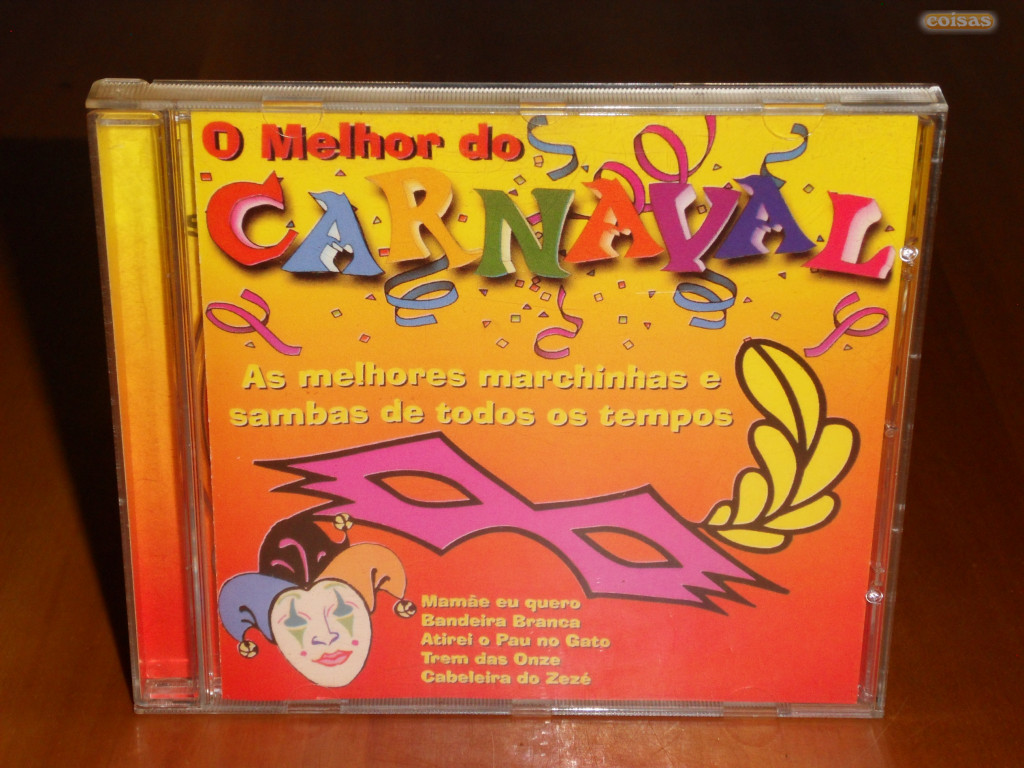 coisas
O Melhor do
CARNAVAL
As melhores marchinhas e
sambas de todos os tempos
Mamãe eu quero
Bandeira Branca
Atirei o Pau no Gato
Trem das Onze
Cabeleira do Zezé